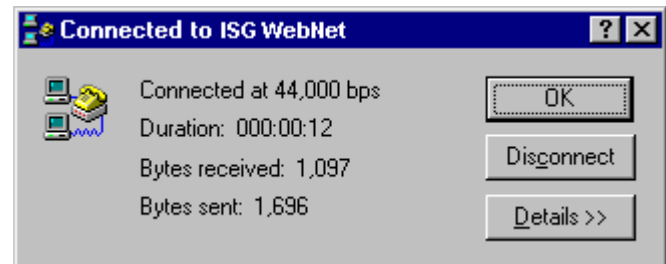 Connected to ISG WebNet
Connected at 44,000 bps
Duration: 000:00:12
Bytes received: 1,097
Bytes sent: 1,696
OK
Disconnect
Details >>